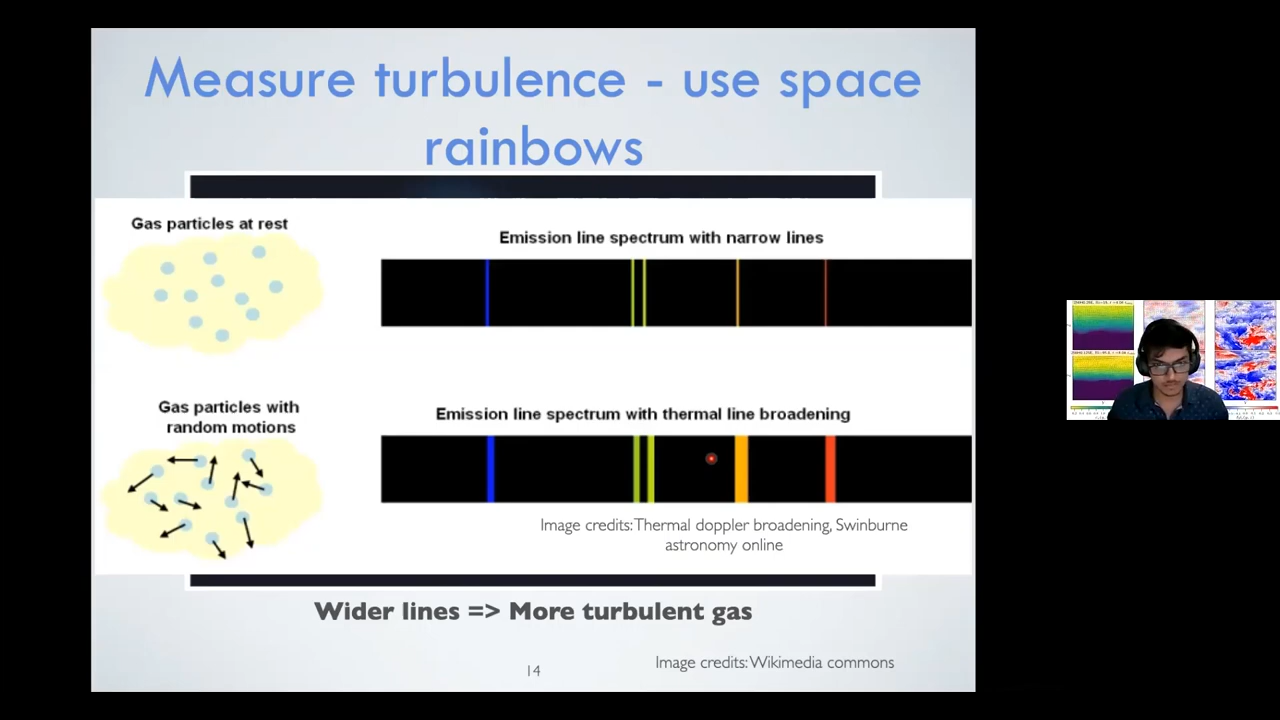 Measure turbulence - use space
rainbows
Gas particles at rest
Emission line spectrum with narrow lines
Gas particles with
random motions
Emission line spectrum with thermal line broadening
Image credits: Thermal doppler broadening, Swinburne
astronomy online
Wider lines => More turbulent gas
14
Image credits: Wikimedia commons